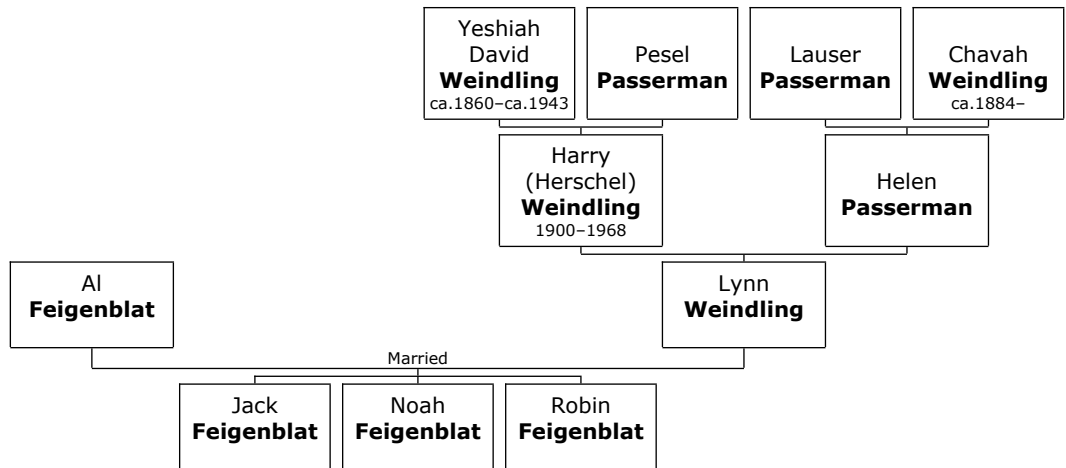 Yeshiah
David
Weindling
ca.1860–ca.1943
Pesel
Passerman
Lauser
Passerman
Chavah
Weindling
ca.1884–
Harry
(Herschel)
Weindling
1900–1968
Helen
Passerman
Al
Feigenblat
Lynn
Weindling
Married
Jack
Feigenblat
Noah
Feigenblat
Robin
Feigenblat